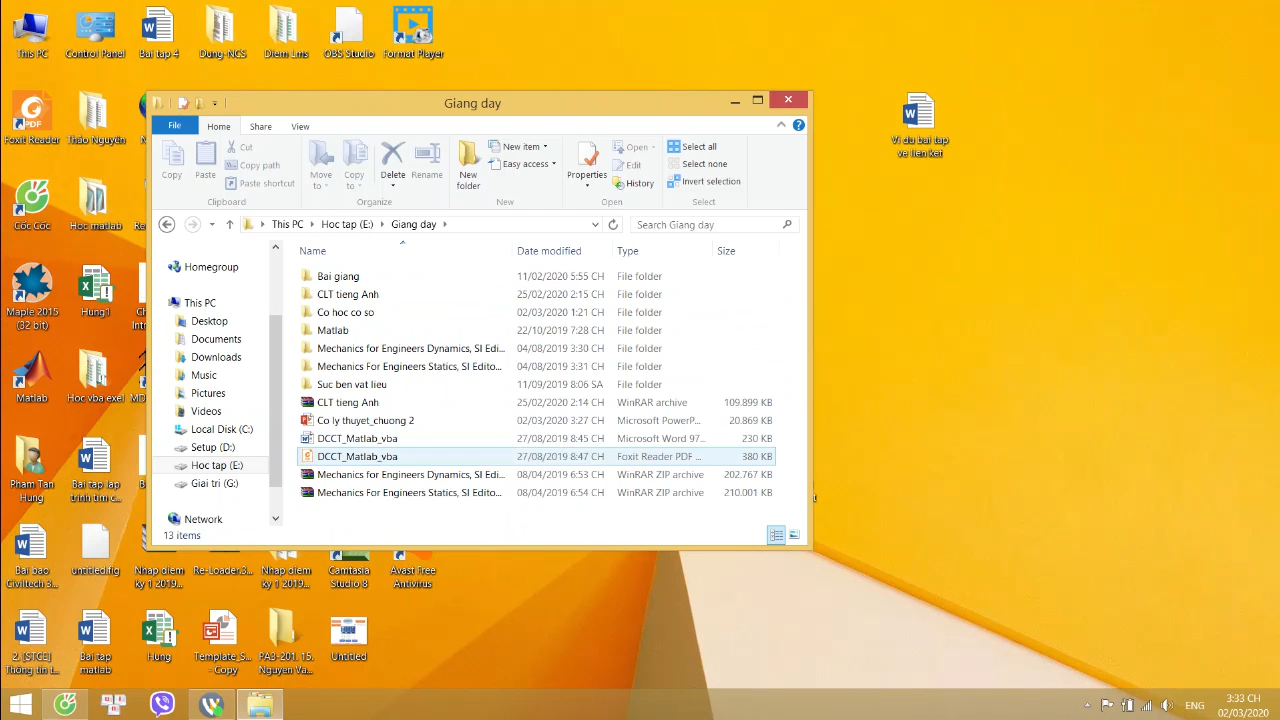 This PC
Control Panel
Bai tap 4
Dung-NCS
Diem Lms
OBS Studio
Format Player
Foxit Reader
Thảo Nguyên
Cốc Cốc
Hoc matlab
Maple 2015
(32 bit)
Hung1
Matlab
Hoc vba exel
Pham Tan
Hung
Bai tap lap
trinh tim c...
Bai bao
Civiltech 3...
untitled.fig
Nhap diem
ky 1 2019...
Re-Loader.3...
Nhap diem
ky 1 2019...
Camtasia
Studio 8
Avast Free
Antivirus
2. [STCE]
Thông tin t...
Bai tap
matlab
Hung
Template_S...
- Copy
PA3-201. 15.
Nguyen Va...
Untitled
Vi du bai tap
ve lien ket
Giang day
File
Home
Share
View
Copy
Paste
Cut
Copy path
Paste shortcut
Clipboard
Move
to
Copy
to
Delete
Rename
Organize
New
folder
New item
Easy access
New
Properties
Open
Edit
History
Open
Select all
Select none
Invert selection
Select
This PC
Hoc tap (E:)
Giang day
Search Giang day
Homegroup
This PC
Desktop
Documents
Downloads
Music
Pictures
Videos
Local Disk (C:)
Setup (D:)
Hoc tap (E:)
Giai tri (G:)
Network
Name Date modified Type Size
Bai giang 11/02/2020 5:55 CH File folder
CLT tieng Anh 25/02/2020 2:15 CH File folder
Co hoc co so 02/03/2020 1:21 CH File folder
Matlab 22/10/2019 7:28 CH File folder
Mechanics for Engineers Dynamics, SI Edi... 04/08/2019 3:30 CH File folder
Mechanics For Engineers Statics, SI Edito... 04/08/2019 3:31 CH File folder
Suc ben vat lieu 11/09/2019 8:06 SA File folder
CLT tieng Anh 25/02/2020 2:14 CH WinRAR archive 109.899 KB
Co ly thuyet_chuong 2 02/03/2020 3:27 CH Microsoft PowerP... 20.869 KB
DCCT_Matlab_vba 27/08/2019 8:45 CH Microsoft Word 97... 230 KB
DCCT_Matlab_vba 27/08/2019 8:47 CH Foxit Reader PDF ... 380 KB
Mechanics for Engineers Dynamics, SI Edi... 08/04/2019 6:53 CH WinRAR ZIP archive 202.767 KB
Mechanics For Engineers Statics, SI Edito... 08/04/2019 6:54 CH WinRAR ZIP archive 210.001 KB
13 items
ENG
3:33 CH
02/03/2020